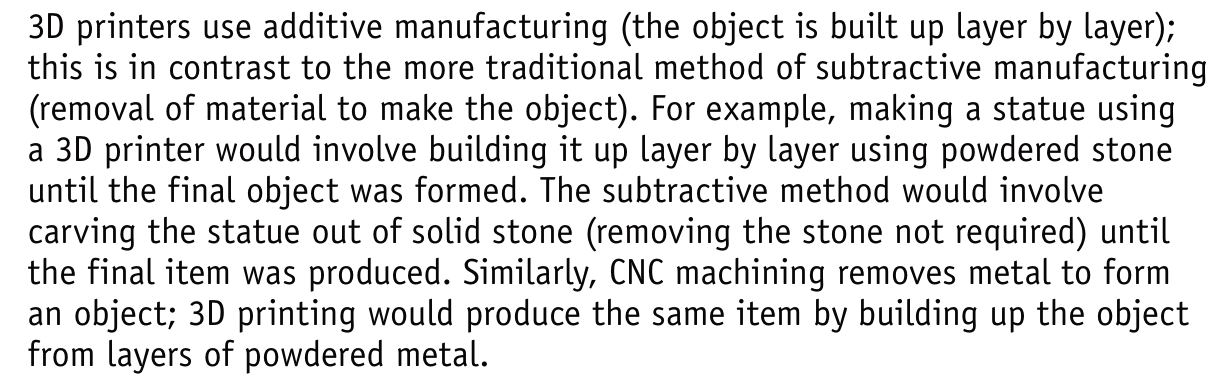 3D printers use additive manufacturing (the object is built up layer by layer);
this is in contrast to the more traditional method of subtractive manufacturing
(removal of material to make the object). For example, making a statue using
a 3D printer would involve building it up layer by layer using powdered stone
until the final object was formed. The subtractive method would involve
carving the statue out of solid stone (removing the stone not required) until
the final item was produced. Similarly, CNC machining removes metal to form
an object; 3D printing would produce the same item by building up the object
from layers of powdered metal.